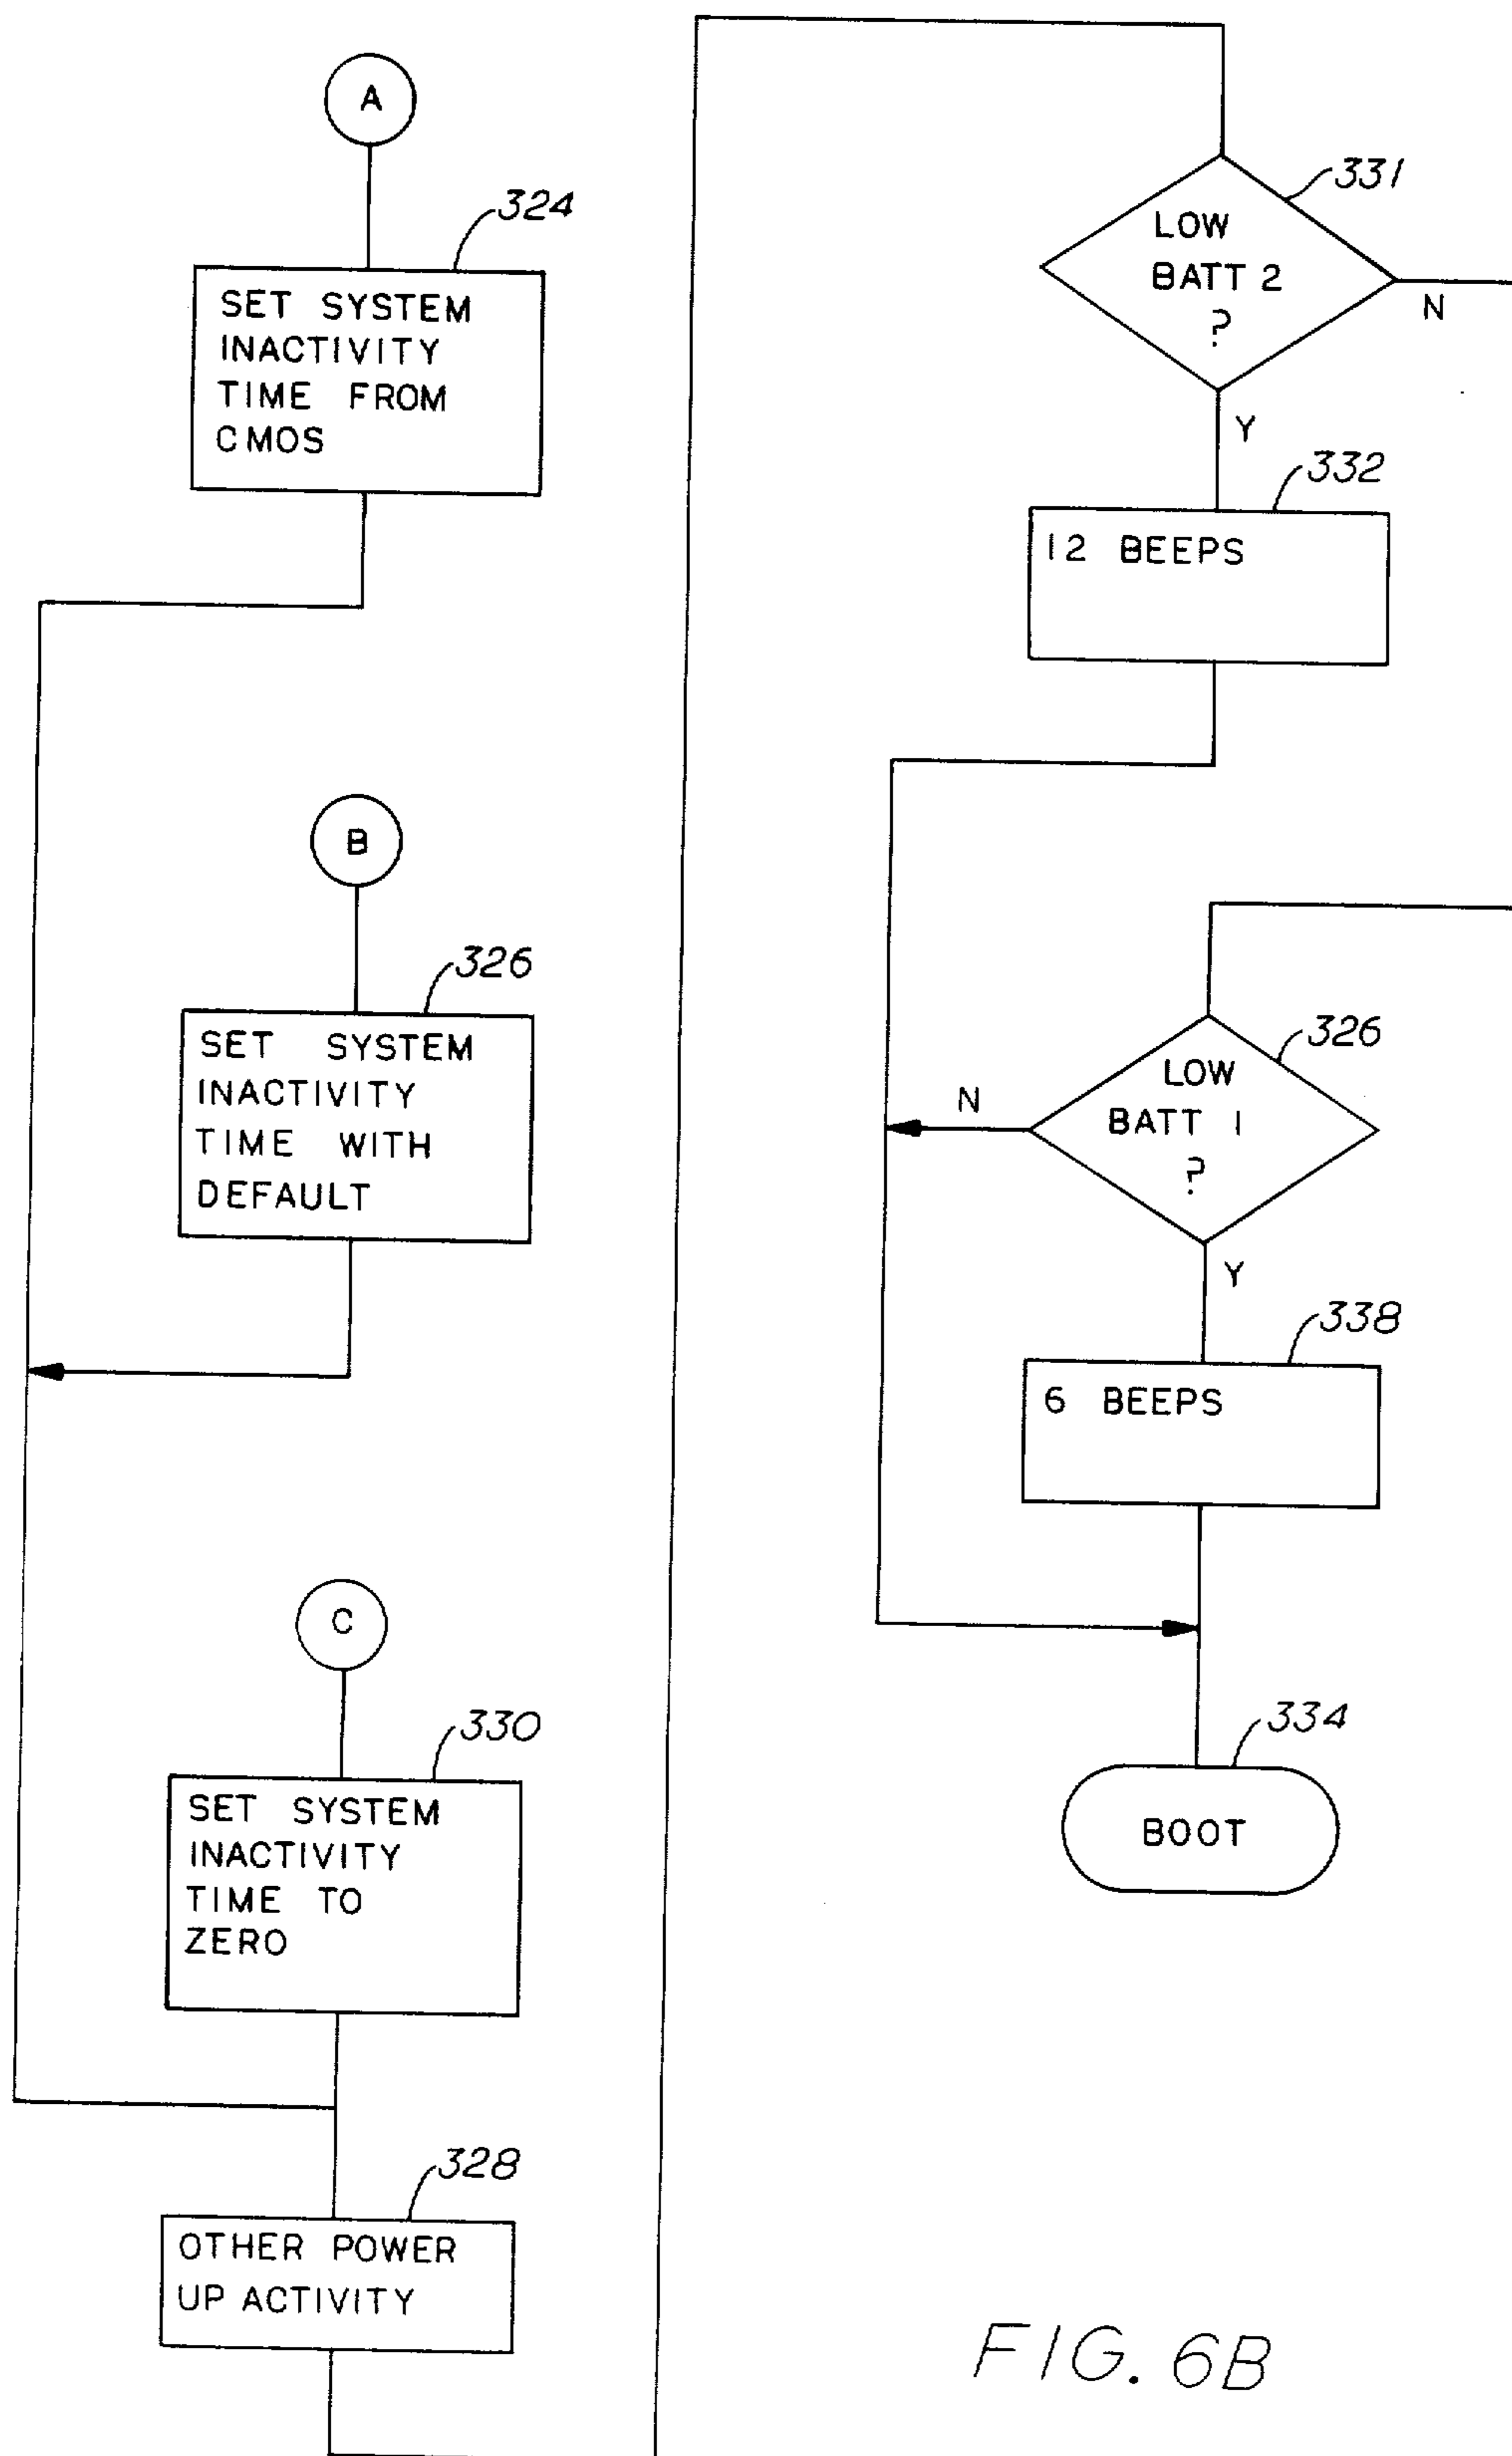 A
324
SET SYSTEM
INACTIVITY
TIME FROM
CMOS
B
326
SET SYSTEM
INACTIVITY
TIME WITH
DEFAULT
C
330
SET SYSTEM
INACTIVITY
TIME TO
ZERO
328
OTHER POWER
UP ACTIVITY
331
LOW
BATT 2
?
N
Y
332
12 BEEPS
326
LOW
BATT 1
?
N
Y
338
6 BEEPS
334
BOOT
FIG. 6B